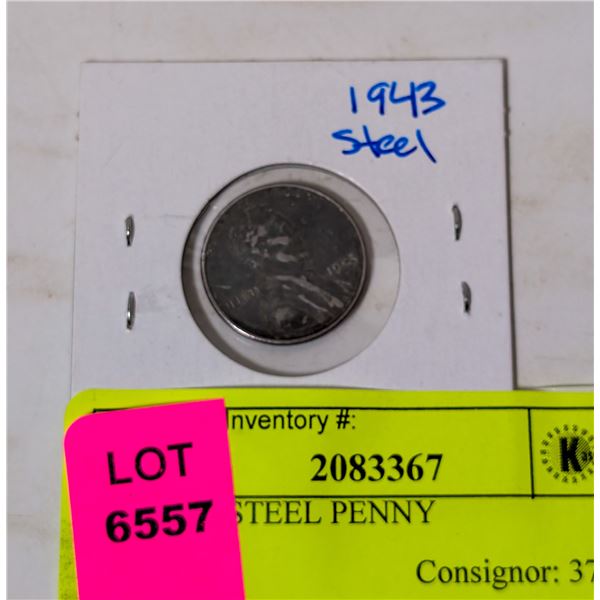 1943
Steel
Inventory #:
LOT
2083367
6557
STEEL PENNY
Consignor: 37
K